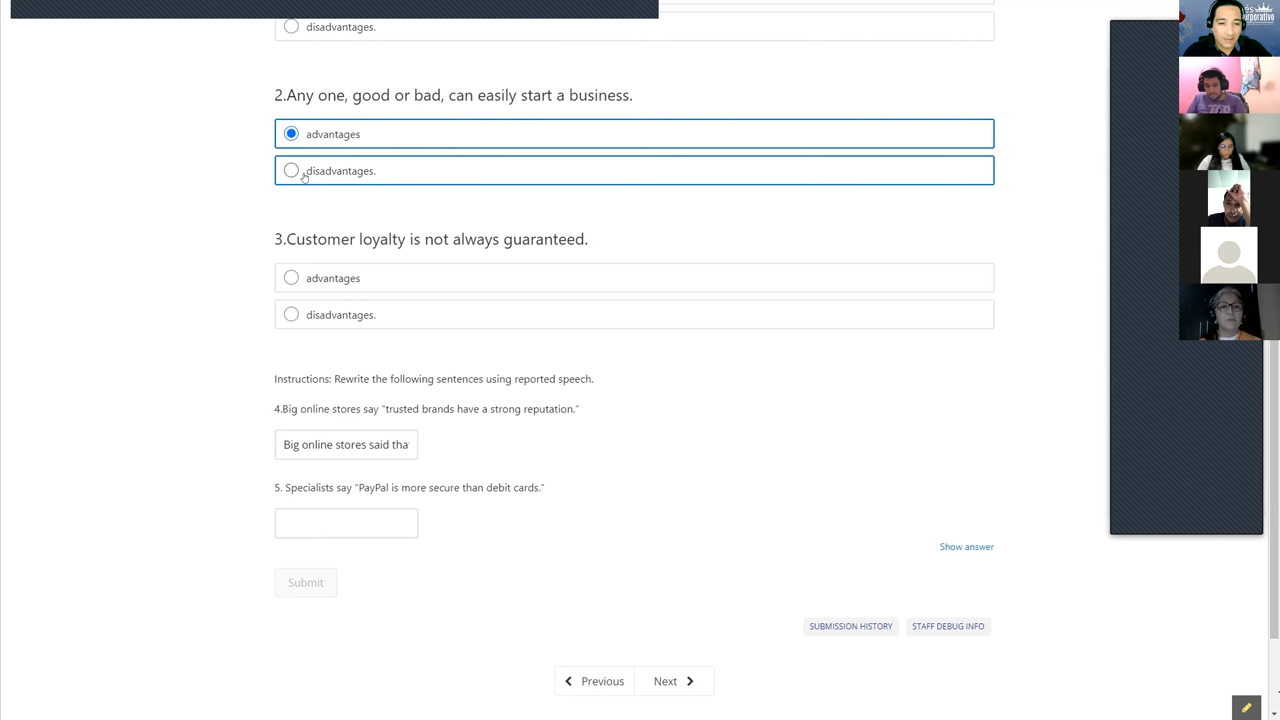 disadvantages.
2.Any one, good or bad, can easily start a business.
advantages
disadvantages.
3.Customer loyalty is not always guaranteed.
advantages
disadvantages.
Instructions: Rewrite the following sentences using reported speech.
4.Big online stores say “trusted brands have a strong reputation.”
Big online stores said tha
5. Specialists say “PayPal is more secure than debit cards.”
Show answer
Submit
SUBMISSION HISTORY
STAFF DEBUG INFO
Previous
Next